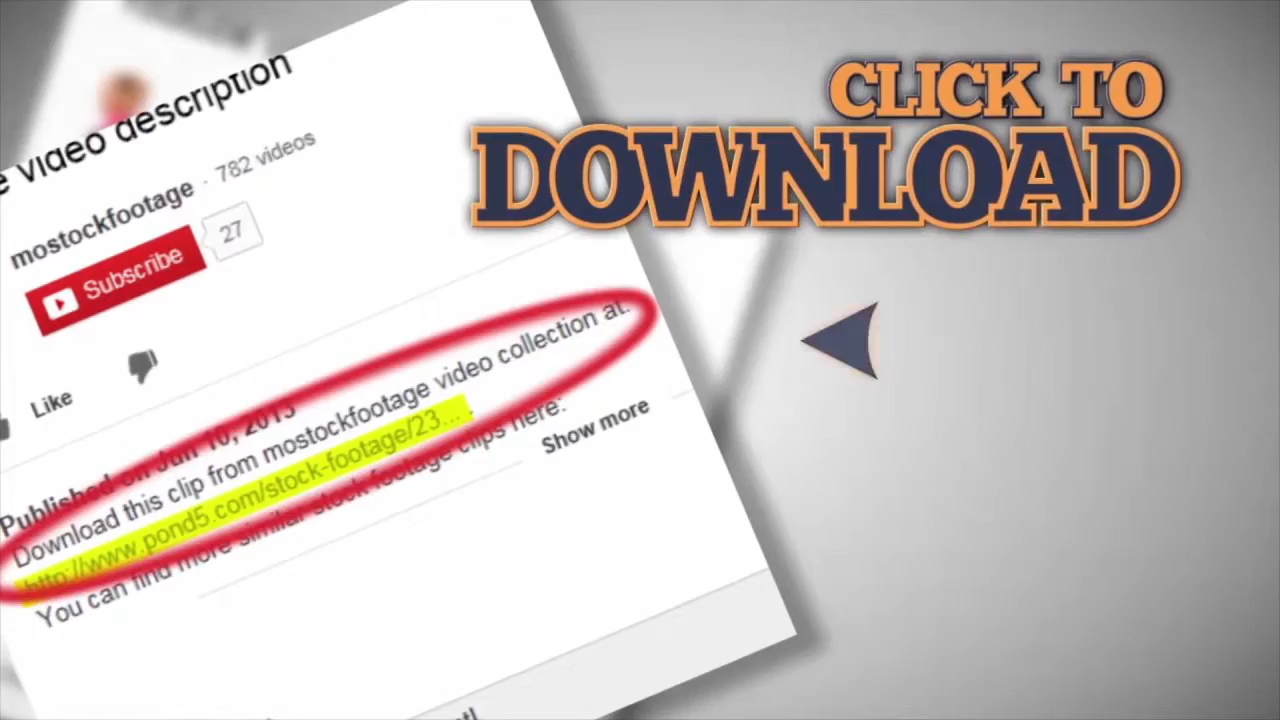 video description
mostockfootage · 782 videos
Subscribe
27
Like
Published on Jun 10, 2013
Download this clip from mostockfootage video collection at:
http://www.pond5.com/stock-footage/23... .
You can find more similar stock footage clips here:
Show more
CLICK TO
DOWNLOAD